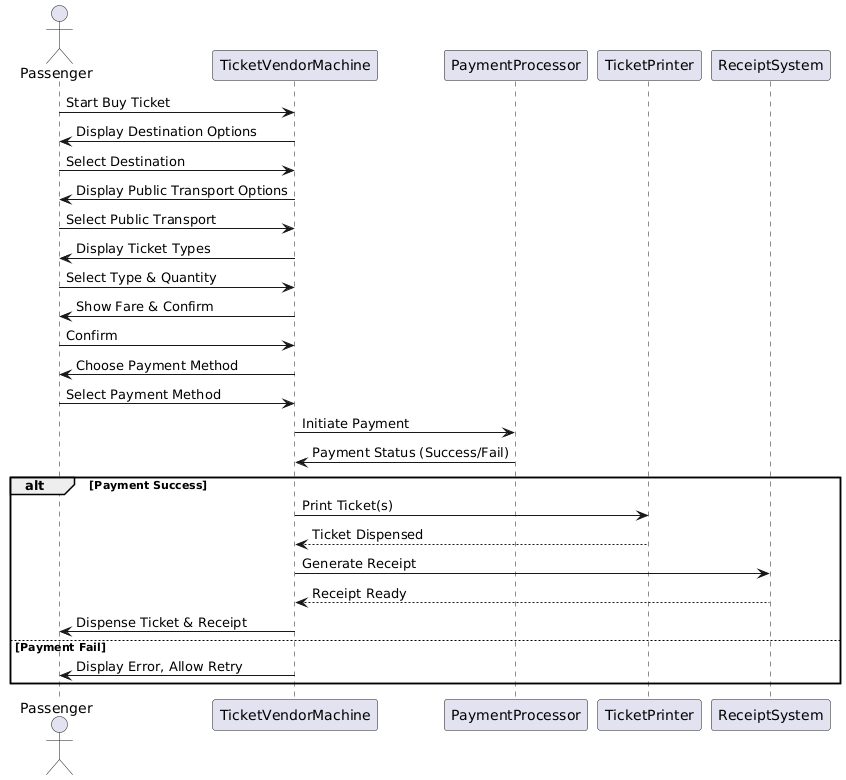 Passenger
TicketVendorMachine
PaymentProcessor
TicketPrinter
ReceiptSystem
Start Buy Ticket
Display Destination Options
Select Destination
Display Public Transport Options
Select Public Transport
Display Ticket Types
Select Type & Quantity
Show Fare & Confirm
Confirm
Choose Payment Method
Select Payment Method
Initiate Payment
Payment Status (Success/Fail)
alt [Payment Success]
Print Ticket(s)
Ticket Dispensed
Generate Receipt
Receipt Ready
Dispense Ticket & Receipt
[Payment Fail]
Display Error, Allow Retry
Passenger
TicketVendorMachine
PaymentProcessor
TicketPrinter
ReceiptSystem